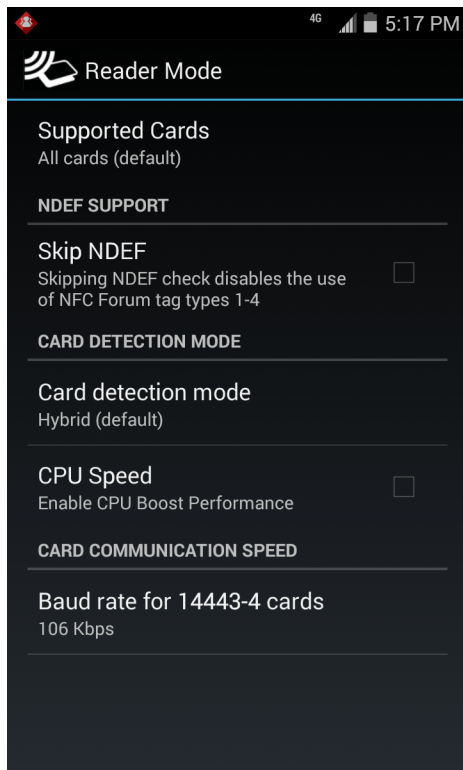 4G 5:17 PM
Reader Mode
Supported Cards
All cards (default)
NDEF SUPPORT
Skip NDEF
Skipping NDEF check disables the use
of NFC Forum tag types 1-4
CARD DETECTION MODE
Card detection mode
Hybrid (default)
CPU Speed
Enable CPU Boost Performance
CARD COMMUNICATION SPEED
Baud rate for 14443-4 cards
106 Kbps